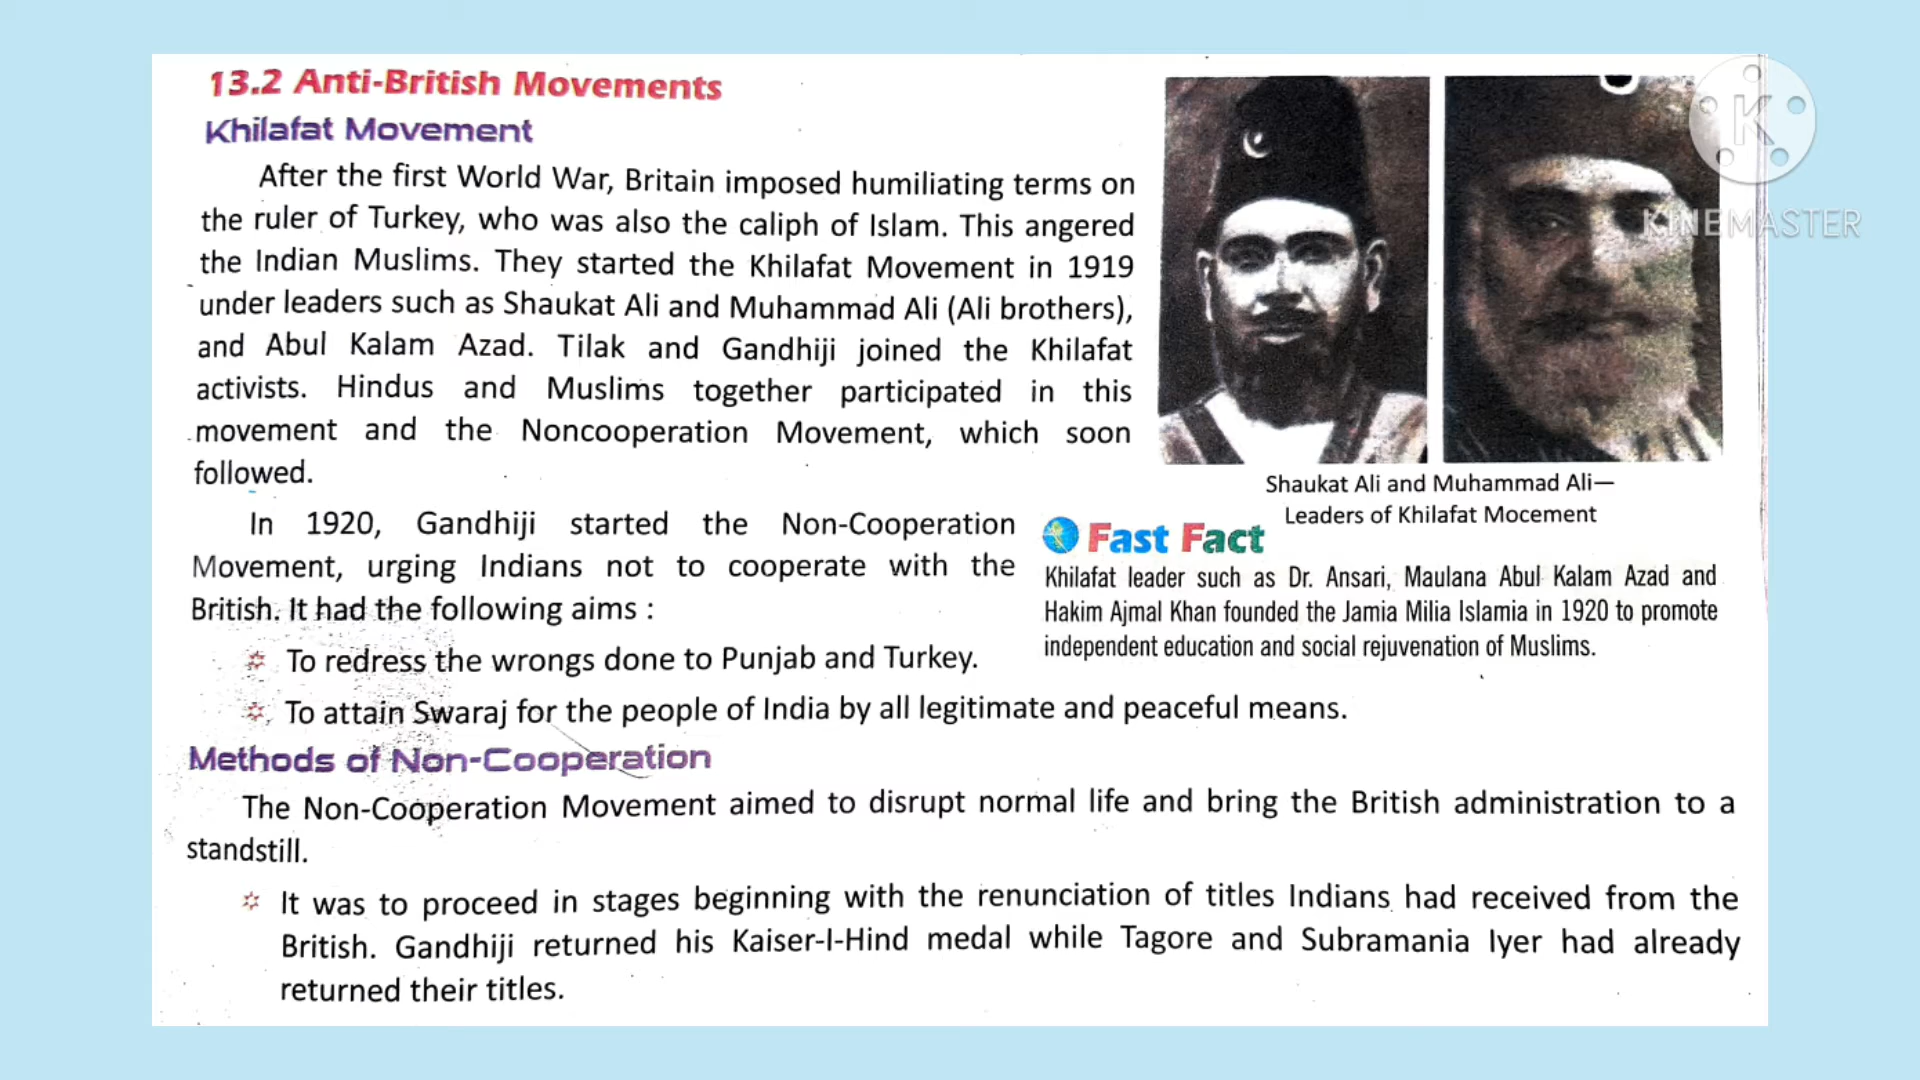 13.2 Anti-British Movements
Khilafat Movement
After the first World War, Britain imposed humiliating terms on
the ruler of Turkey, who was also the caliph of Islam. This angered
the Indian Muslims. They started the Khilafat Movement in 1919
under leaders such as Shaukat Ali and Muhammad Ali (Ali brothers),
and Abul Kalam Azad. Tilak and Gandhiji joined the Khilafat
activists. Hindus and Muslims together participated in this
movement and the Noncooperation Movement, which soon
followed.
In 1920, Gandhiji started the Non-Cooperation
Movement, urging Indians not to cooperate with the
British. It had the following aims :
To redress the wrongs done to Punjab and Turkey.
To attain Swaraj for the people of India by all legitimate and peaceful means.
K
KINEMASTER
Shaukat Ali and Muhammad Ali—
Leaders of Khilafat Mocement
Fast Fact
Khilafat leader such as Dr. Ansari, Maulana Abul Kalam Azad and
Hakim Ajmal Khan founded the Jamia Milia Islamia in 1920 to promote
independent education and social rejuvenation of Muslims.
Methods of Non-Cooperation
The Non-Cooperation Movement aimed to disrupt normal life and bring the British administration to a
standstill.
It was to proceed in stages beginning with the renunciation of titles Indians had received from the
British. Gandhiji returned his Kaiser-I-Hind medal while Tagore and Subramania Iyer had already
returned their titles.